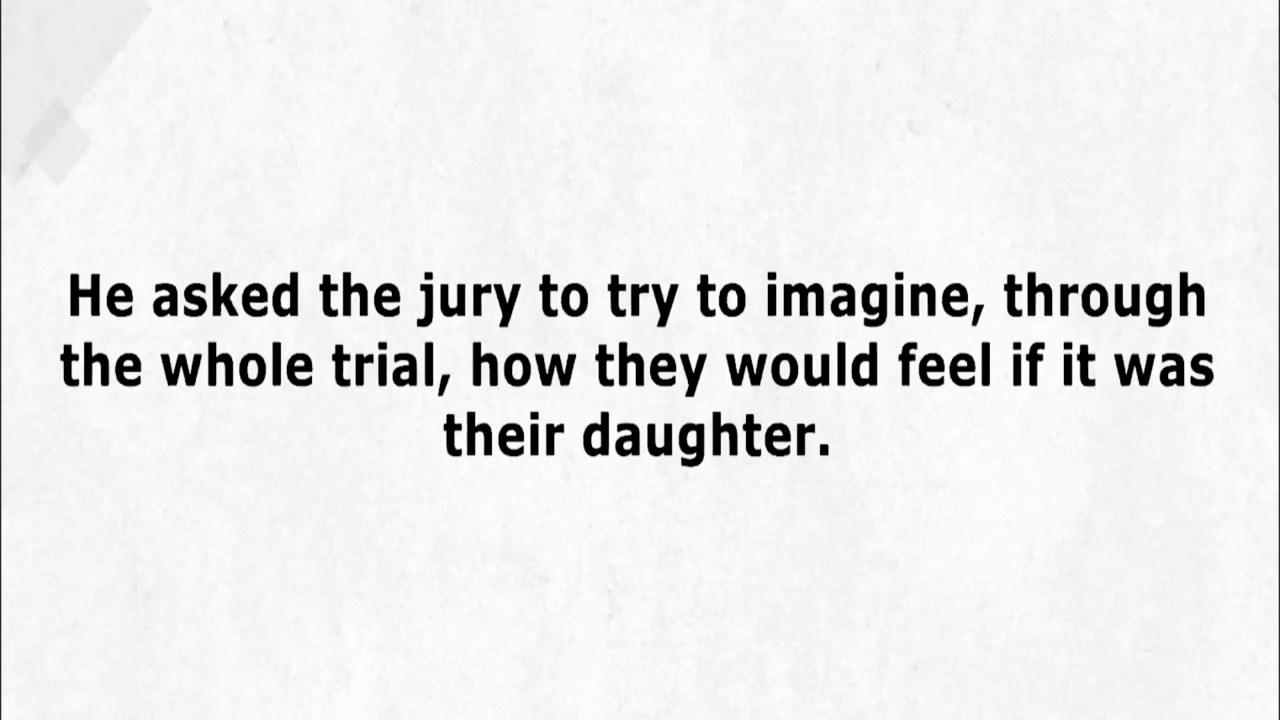 He asked the jury to try to imagine, through
the whole trial, how they would feel if it was
their daughter.